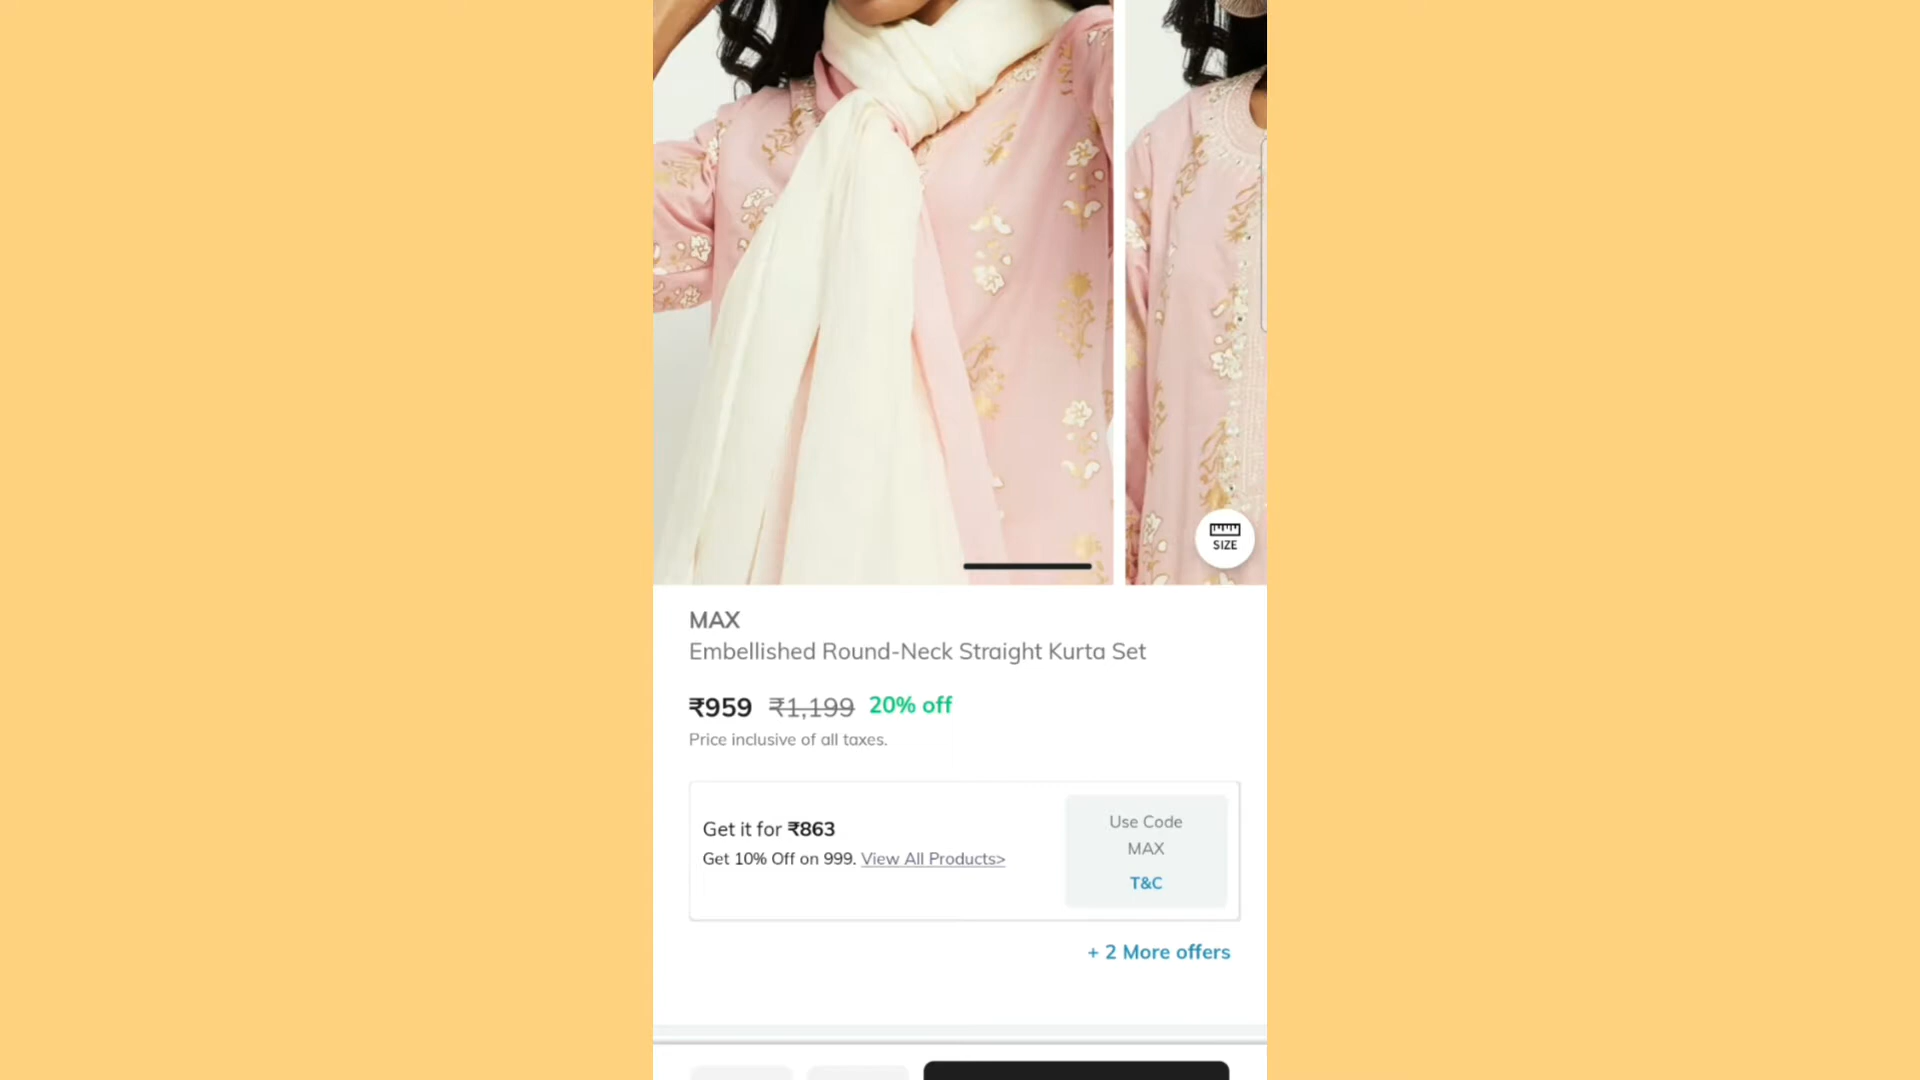 SIZE
MAX
Embellished Round-Neck Straight Kurta Set
₹959 ₹1,199 20% off
Price inclusive of all taxes.
Get it for ₹863
Get 10% Off on 999. View All Products>
Use Code
MAX
T&C
+ 2 More offers